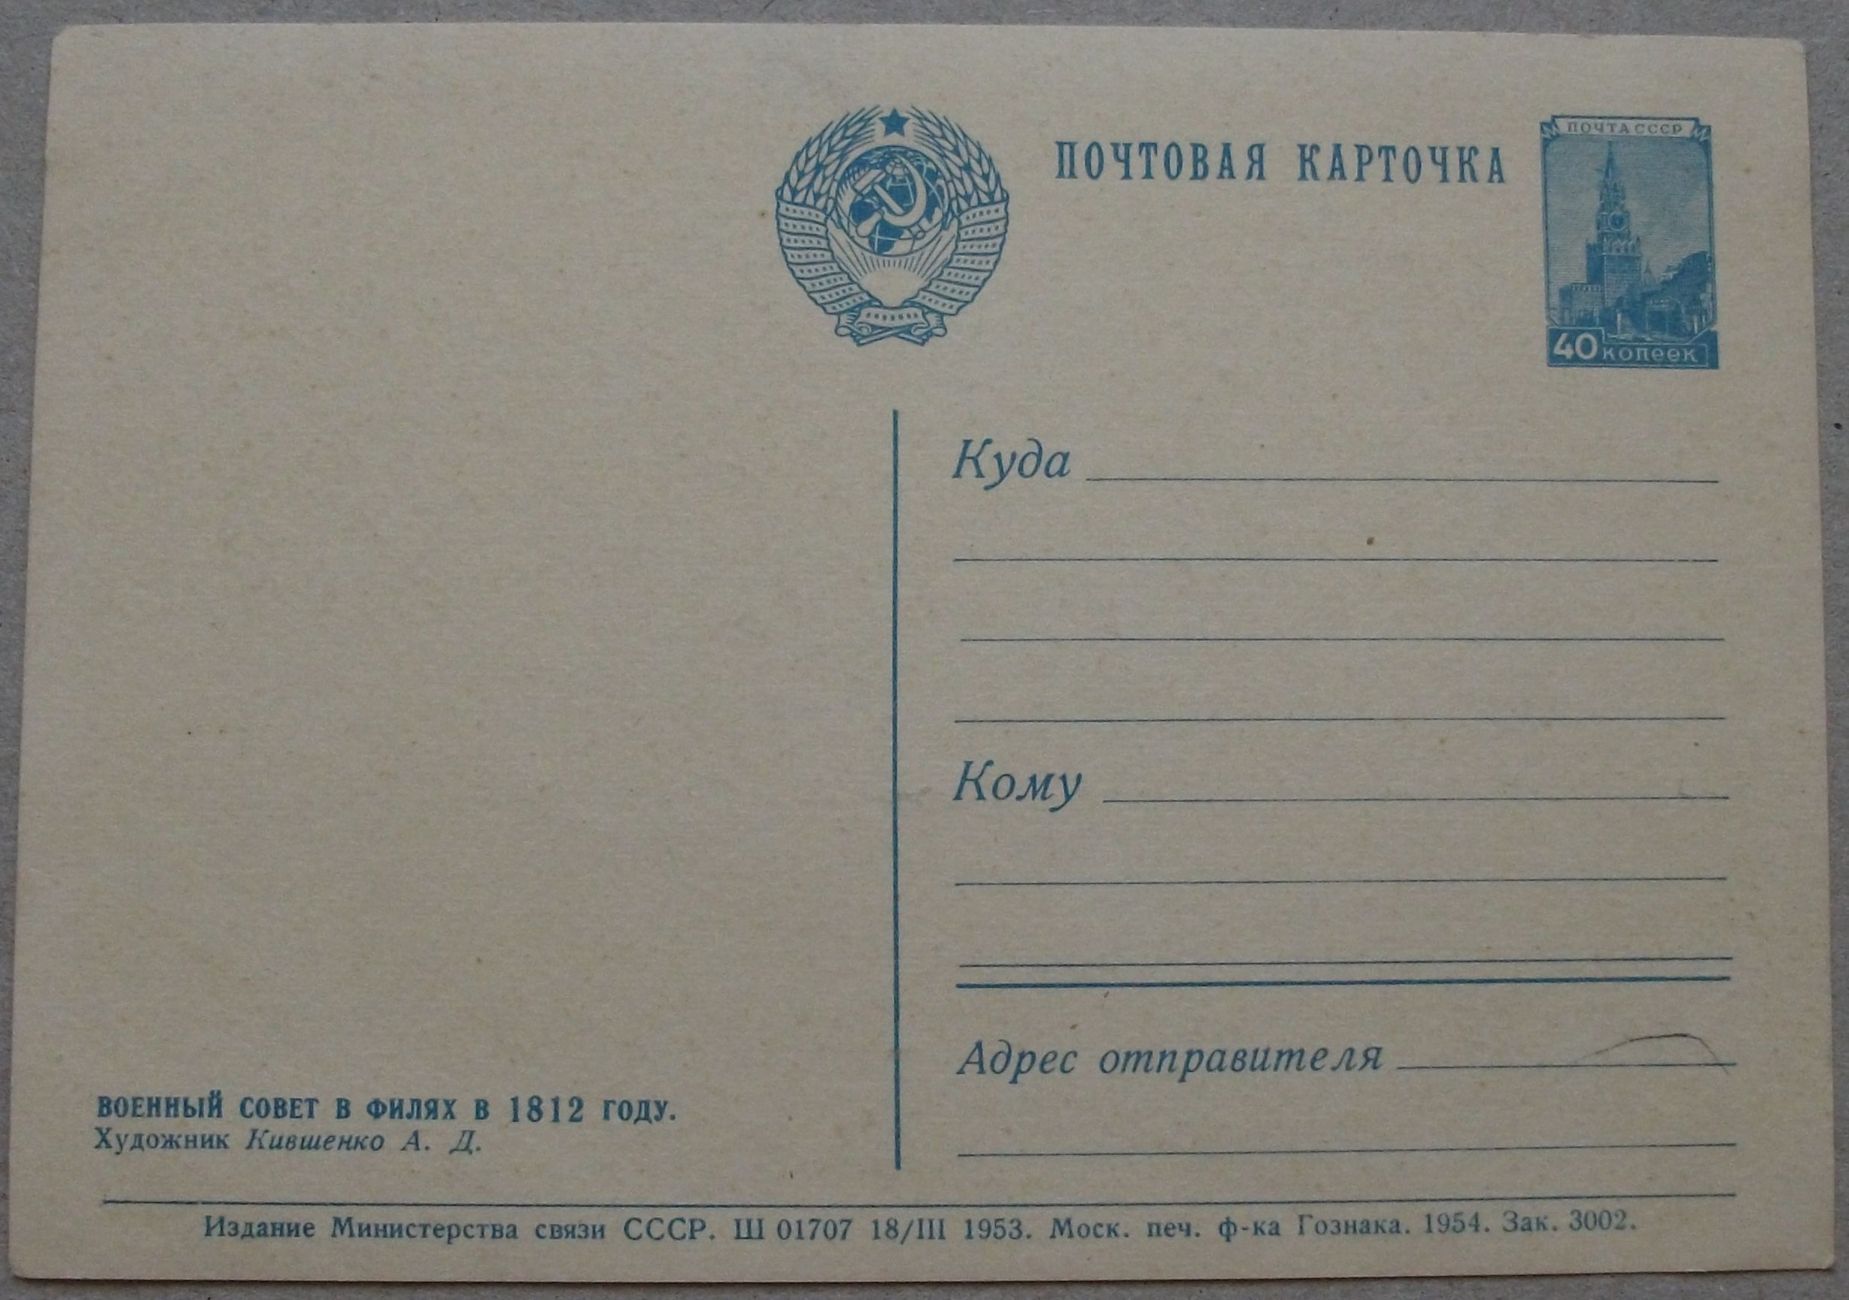 ПОЧТОВАЯ КАРТОЧКА
ПОЧТА СССР
40 копеек
Куда
Кому
Адрес отправителя
ВОЕННЫЙ СОВЕТ В ФИЛЯХ В 1812 ГОДУ.
Художник Кившенко А. Д.
Издание Министерства связи СССР. Ш 01707 18/III 1953. Моск. печ. ф-ка Гознака. 1954. Зак. 3002.